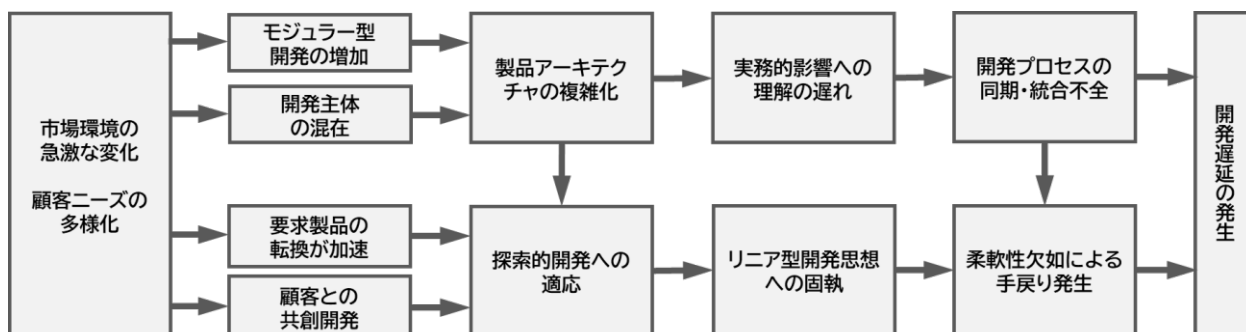 市場環境の
急激な変化
顧客ニーズの
多様化
モジュラー型
開発の増加
開発主体
の混在
要求製品の
転換が加速
顧客との
共創開発
製品アーキテク
チャの複雑化
探索的開発への
適応
実務的影響への
理解の遅れ
リニア型開発思想
への固執
開発プロセスの
同期・統合不全
柔軟性欠如による
手戻り発生
開発遅延の発生